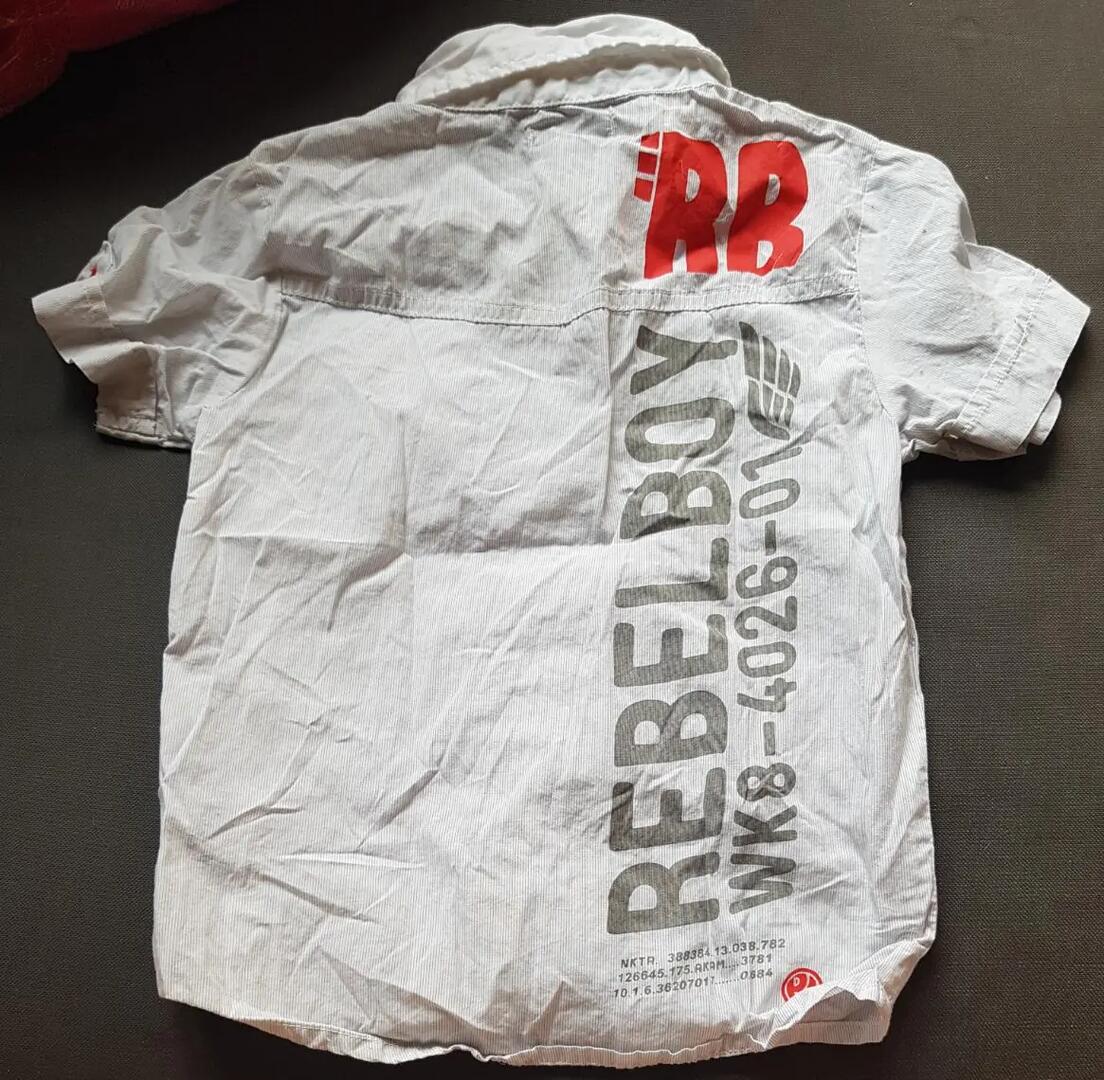 RB
REBELBOY
WK8-4026-01
NKTR. 388384.13.038.782
126645.175.AKAM....3781
10.1.6.36207017.......0884